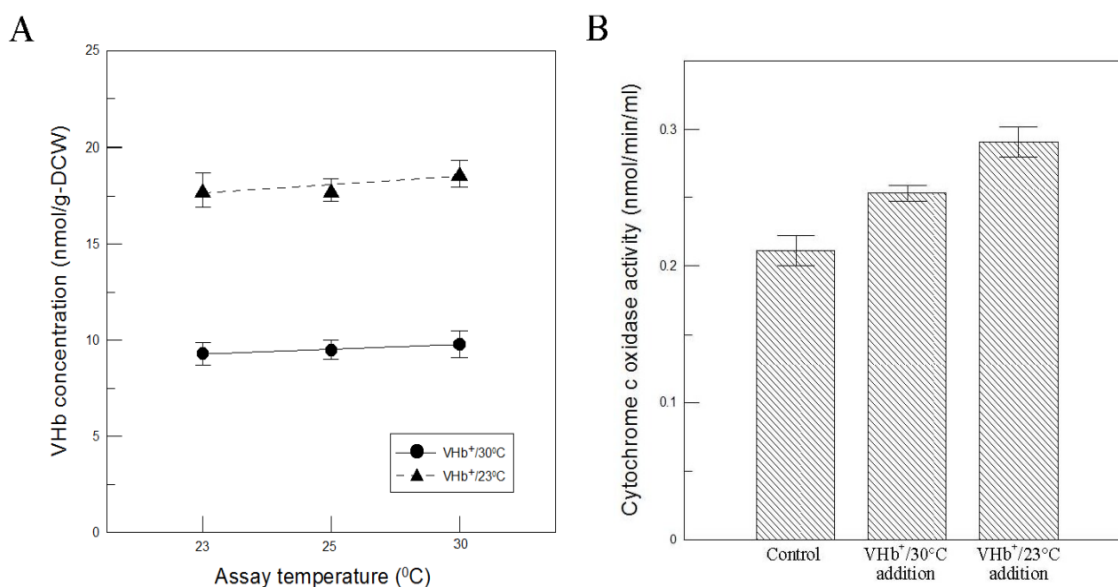 A
VHb concentration (nmol/g-DCW)
25
20
15
10
5
0
23
25
30
Assay temperature (⁰C)
VHb⁺/30⁰C
VHb⁺/23⁰C
B
Cytochrome c oxidase activity (nmol/min/ml)
0.3
0.2
0.1
0
Control
VHb⁺/30°C
addition
VHb⁺/23°C
addition